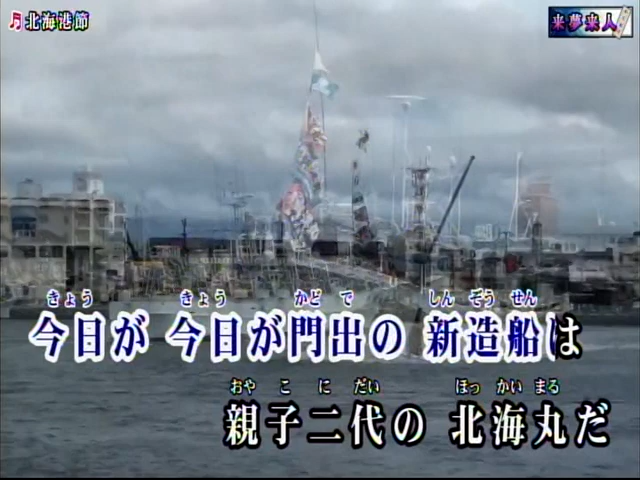 ♬北海港節
来夢来人
きょう きょう かどで しんぞうせん
今日が 今日が門出の 新造船は
おやこにだい ほっかいまる
親子二代の 北海丸だ